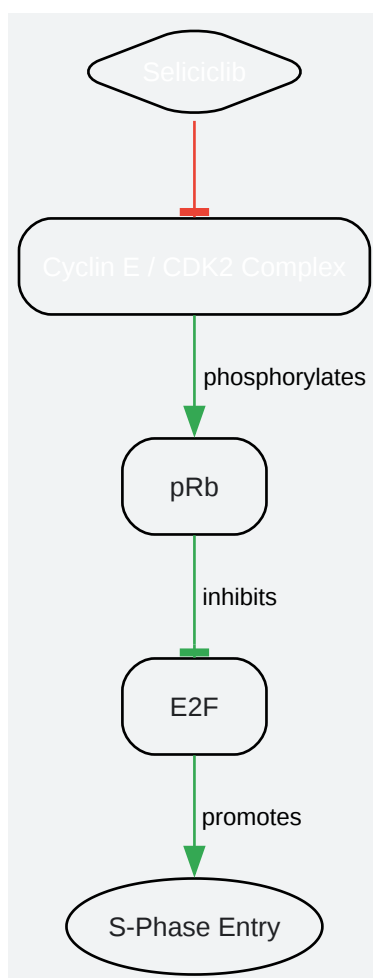 Seliciclib
Cyclin E / CDK2 Complex
phosphorylates
pRb
inhibits
E2F
promotes
S-Phase Entry